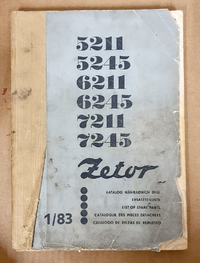 5211
5245
6211
6245
7211
7245
Zetor
KATALOG NÁHRADNÍCH DÍLŮ
ERSATZTEILLISTE
LIST OF SPARE PARTS
CATALOGUE DES PIÈCES DÉTACHÉES
CATÁLOGO DE PIEZAS DE REPUESTO
1/83